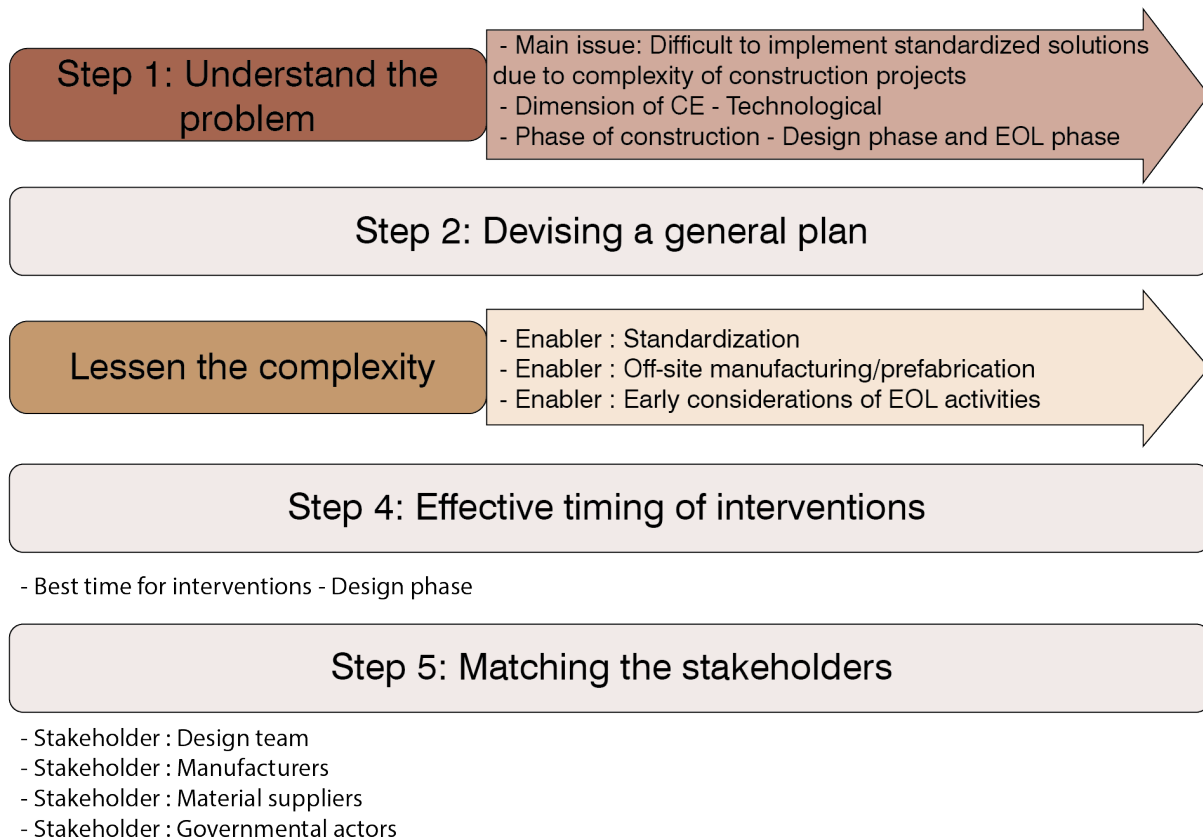 Step 1: Understand the
problem
- Main issue: Difficult to implement standardized solutions
due to complexity of construction projects
- Dimension of CE - Technological
- Phase of construction - Design phase and EOL phase
Step 2: Devising a general plan
Lessen the complexity
- Enabler : Standardization
- Enabler : Off-site manufacturing/prefabrication
- Enabler : Early considerations of EOL activities
Step 4: Effective timing of interventions
- Best time for interventions - Design phase
Step 5: Matching the stakeholders
- Stakeholder : Design team
- Stakeholder : Manufacturers
- Stakeholder : Material suppliers
- Stakeholder : Governmental actors